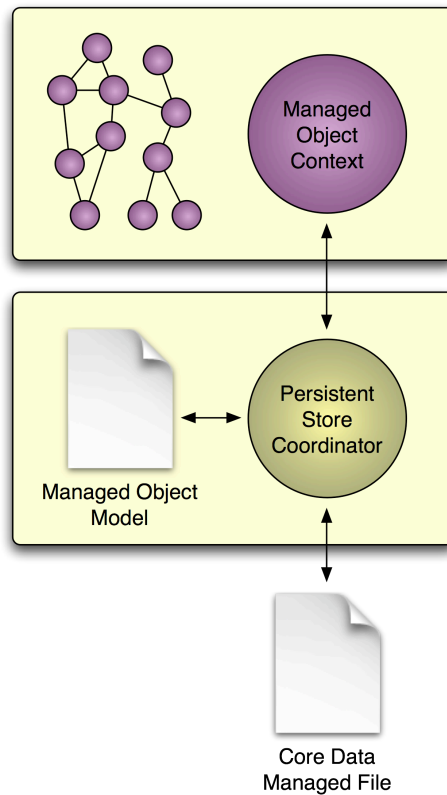 Managed
Object
Context
Persistent
Store
Coordinator
Managed Object
Model
Core Data
Managed File